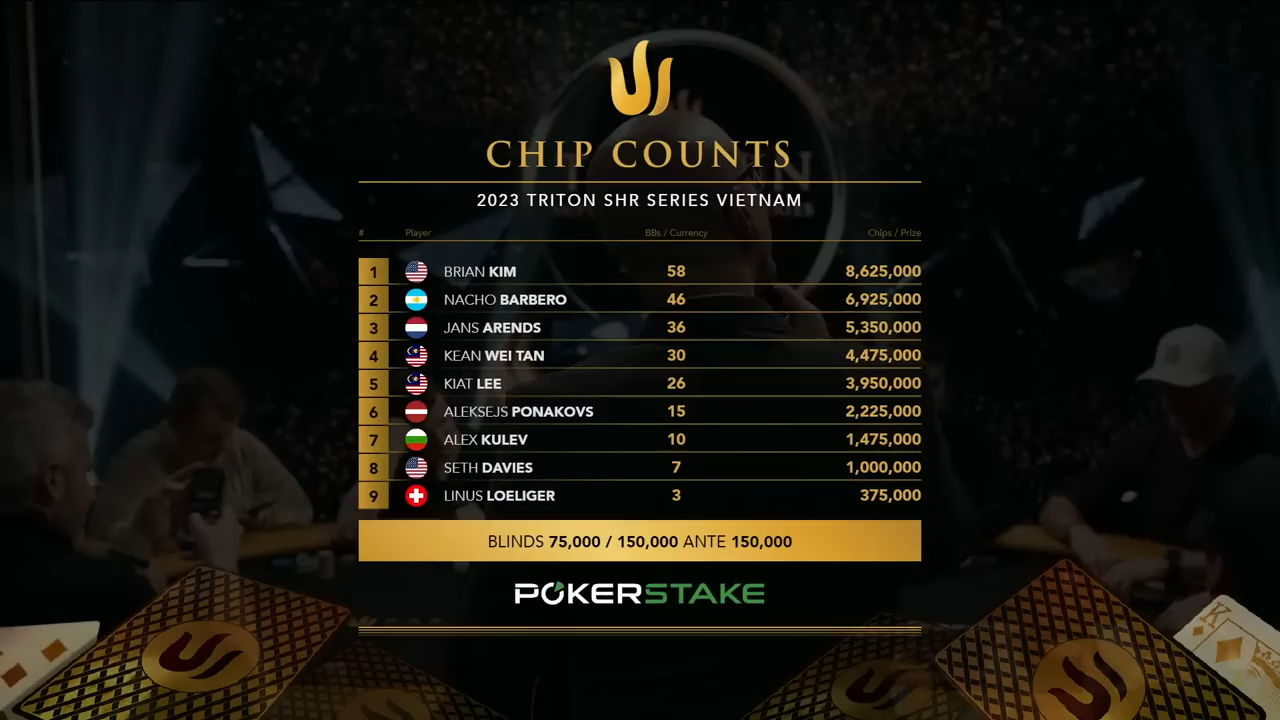 CHIP COUNTS
2023 TRITON SHR SERIES VIETNAM
# Player BBs / Currency Chips / Prize
1 BRIAN KIM 58 8,625,000
2 NACHO BARBERO 46 6,925,000
3 JANS ARENDS 36 5,350,000
4 KEAN WEI TAN 30 4,475,000
5 KIAT LEE 26 3,950,000
6 ALEKSEJS PONAKOVS 15 2,225,000
7 ALEX KULEV 10 1,475,000
8 SETH DAVIES 7 1,000,000
9 LINUS LOELIGER 3 375,000
BLINDS 75,000 / 150,000 ANTE 150,000
POKERSTAKE
K